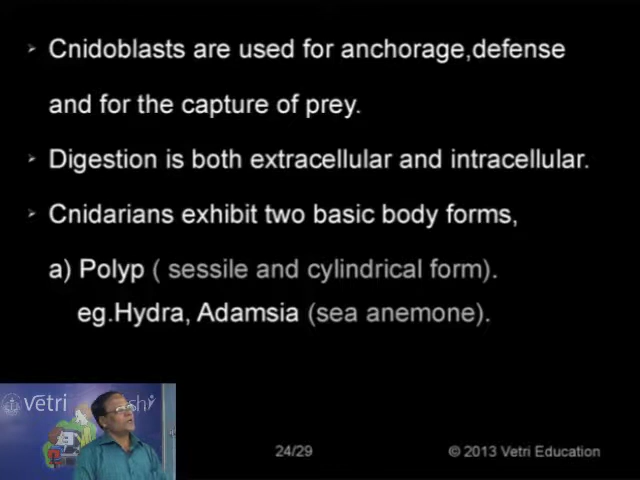 ➢ Cnidoblasts are used for anchorage,defense
and for the capture of prey.
➢ Digestion is both extracellular and intracellular.
➢ Cnidarians exhibit two basic body forms,
a) Polyp ( sessile and cylindrical form).
eg.Hydra, Adamsia (sea anemone).
vetri
24/29
© 2013 Vetri Education